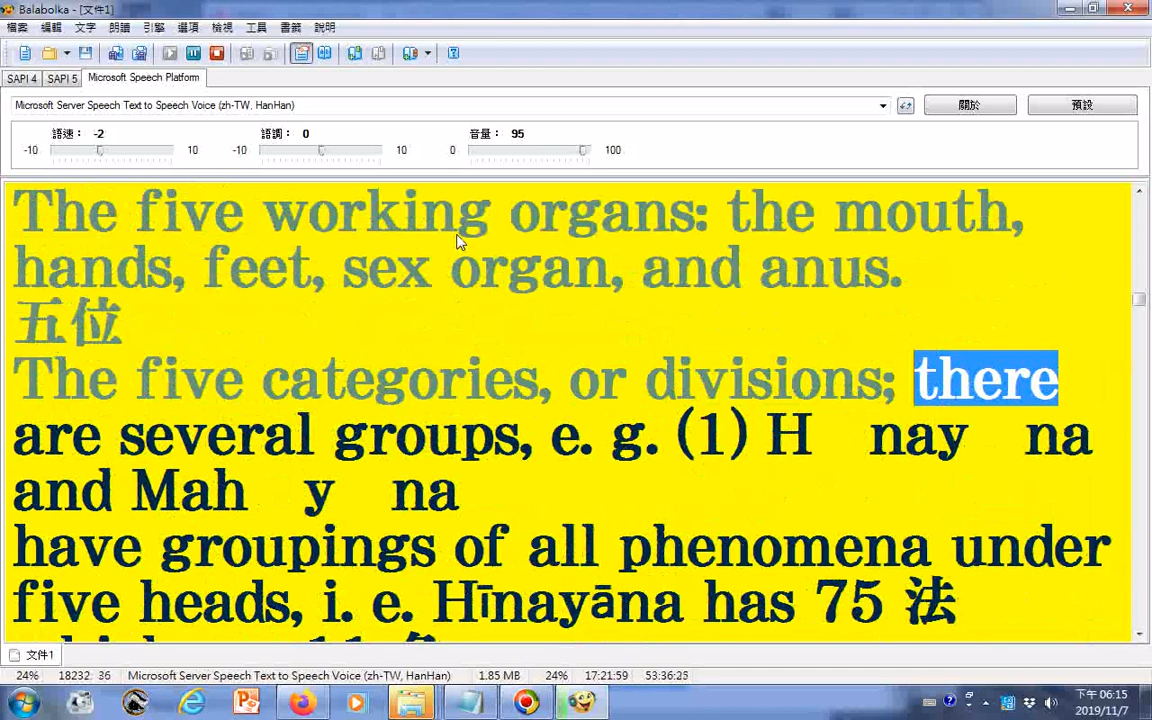 Balabolka - [文件1]
檔案 編輯 文字 朗讀 引擎 選項 檢視 工具 書籤 說明
SAPI 4 SAPI 5 Microsoft Speech Platform
Microsoft Server Speech Text to Speech Voice (zh-TW, HanHan) 關於 預設
語速： -2 語調： 0 音量： 95
-10 10 -10 10 0 100
The five working organs: the mouth,
hands, feet, sex organ, and anus.
五位
The five categories, or divisions; there
are several groups, e. g. (1) H nay na
and Mah y na
have groupings of all phenomena under
five heads, i. e. Hīnayāna has 75 法
文件1
24% 18232: 36 Microsoft Server Speech Text to Speech Voice (zh-TW, HanHan) 1.85 MB 24% 17:21:59 53:36:25
下午 06:15
2019/11/7